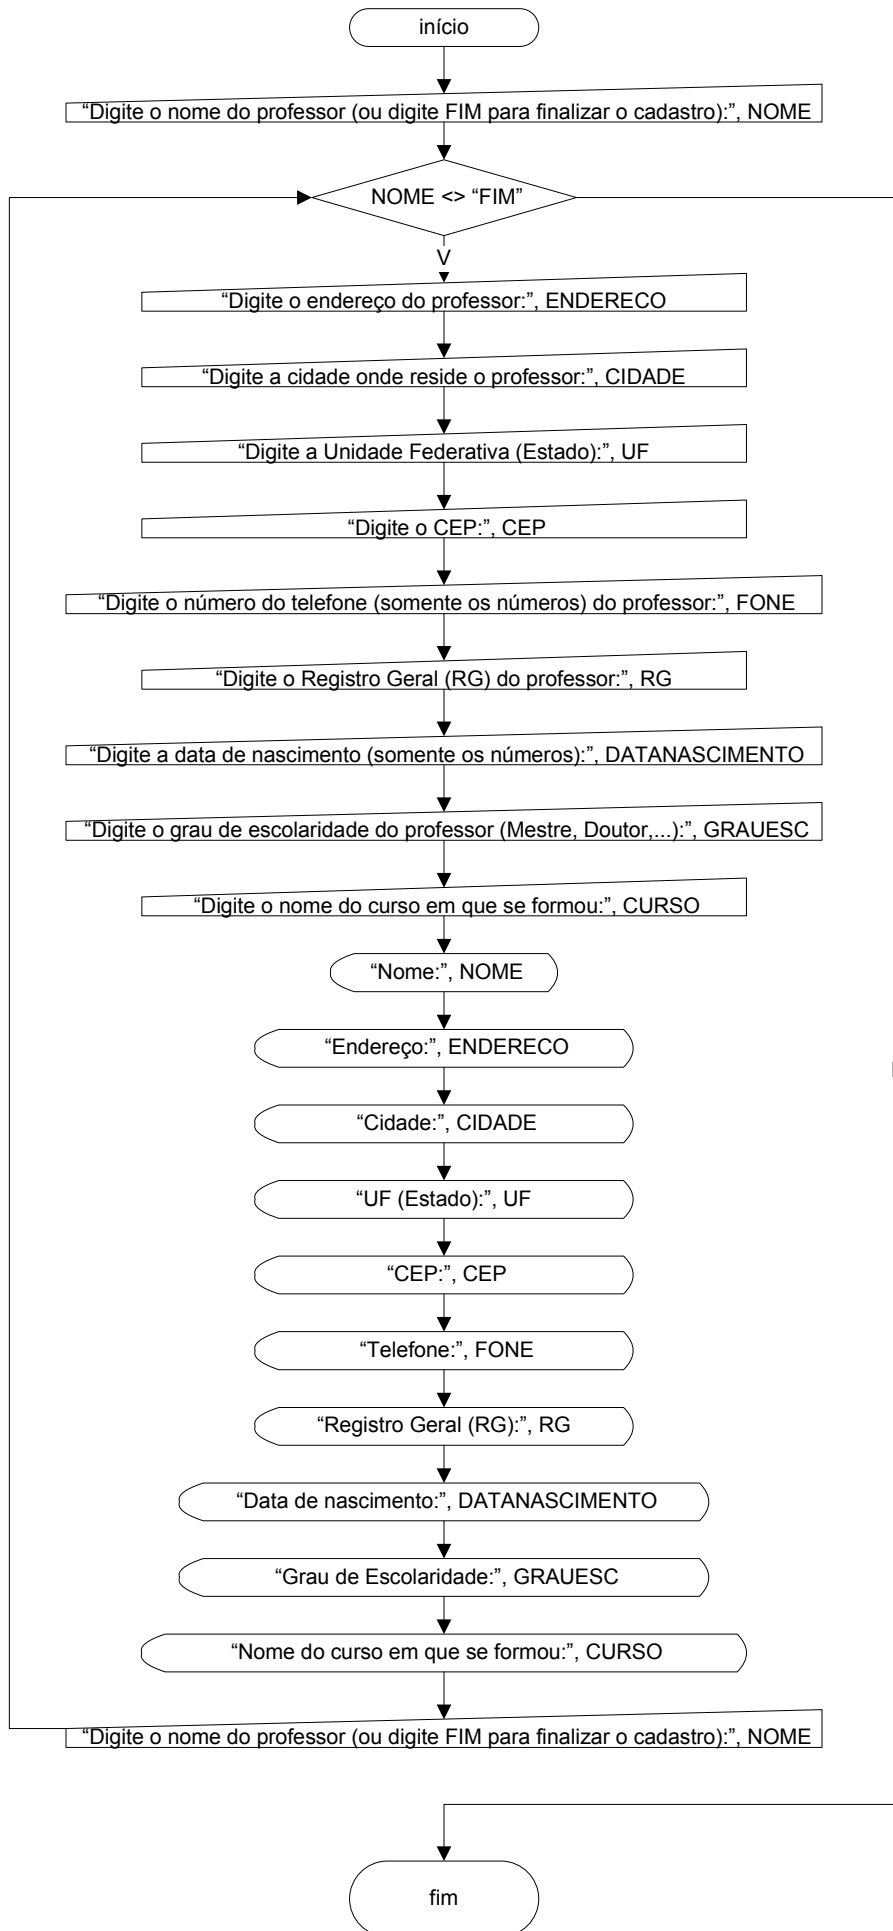 início
“Digite o nome do professor (ou digite FIM para finalizar o cadastro):”, NOME
NOME <> “FIM”
V
“Digite o endereço do professor:”, ENDERECO
“Digite a cidade onde reside o professor:”, CIDADE
“Digite a Unidade Federativa (Estado):”, UF
“Digite o CEP:”, CEP
“Digite o número do telefone (somente os números) do professor:”, FONE
“Digite o Registro Geral (RG) do professor:”, RG
“Digite a data de nascimento (somente os números):”, DATANASCIMENTO
“Digite o grau de escolaridade do professor (Mestre, Doutor,...):”, GRAUESC
“Digite o nome do curso em que se formou:”, CURSO
“Nome:”, NOME
“Endereço:”, ENDERECO
“Cidade:”, CIDADE
“UF (Estado):”, UF
“CEP:”, CEP
“Telefone:”, FONE
“Registro Geral (RG):”, RG
“Data de nascimento:”, DATANASCIMENTO
“Grau de Escolaridade:”, GRAUESC
“Nome do curso em que se formou:”, CURSO
“Digite o nome do professor (ou digite FIM para finalizar o cadastro):”, NOME
fim